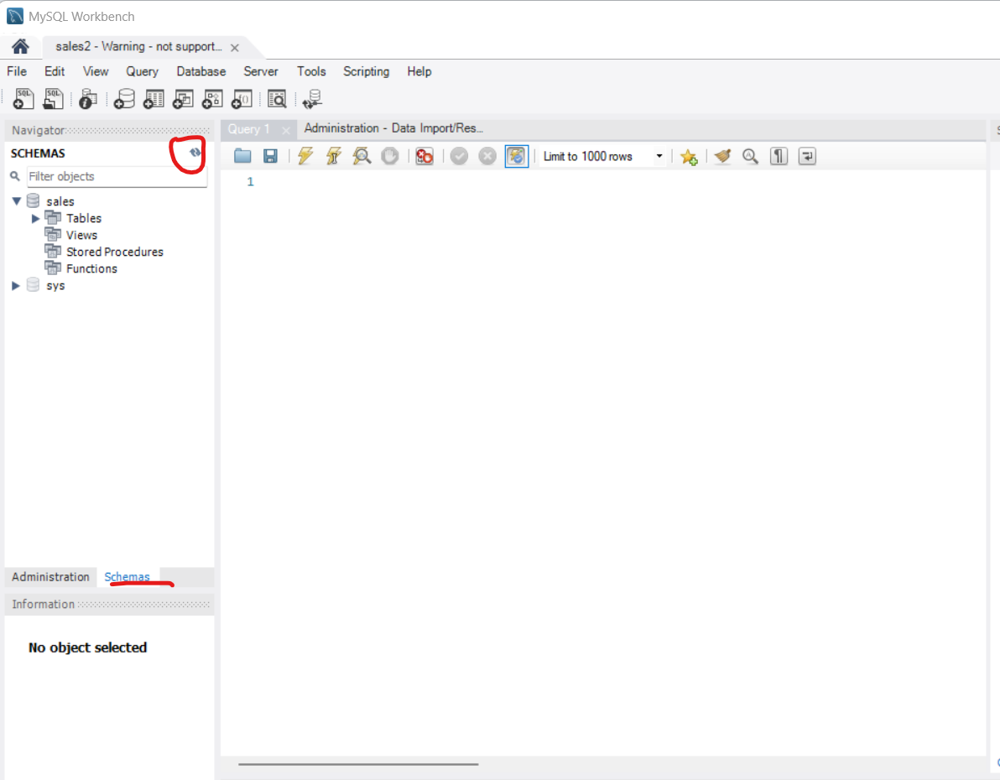 MySQL Workbench
sales2 - Warning - not support...
File Edit View Query Database Server Tools Scripting Help
Navigator
Query 1
Administration - Data Import/Res...
SCHEMAS
Limit to 1000 rows
Filter objects
1
sales
Tables
Views
Stored Procedures
Functions
sys
Administration Schemas
Information
No object selected